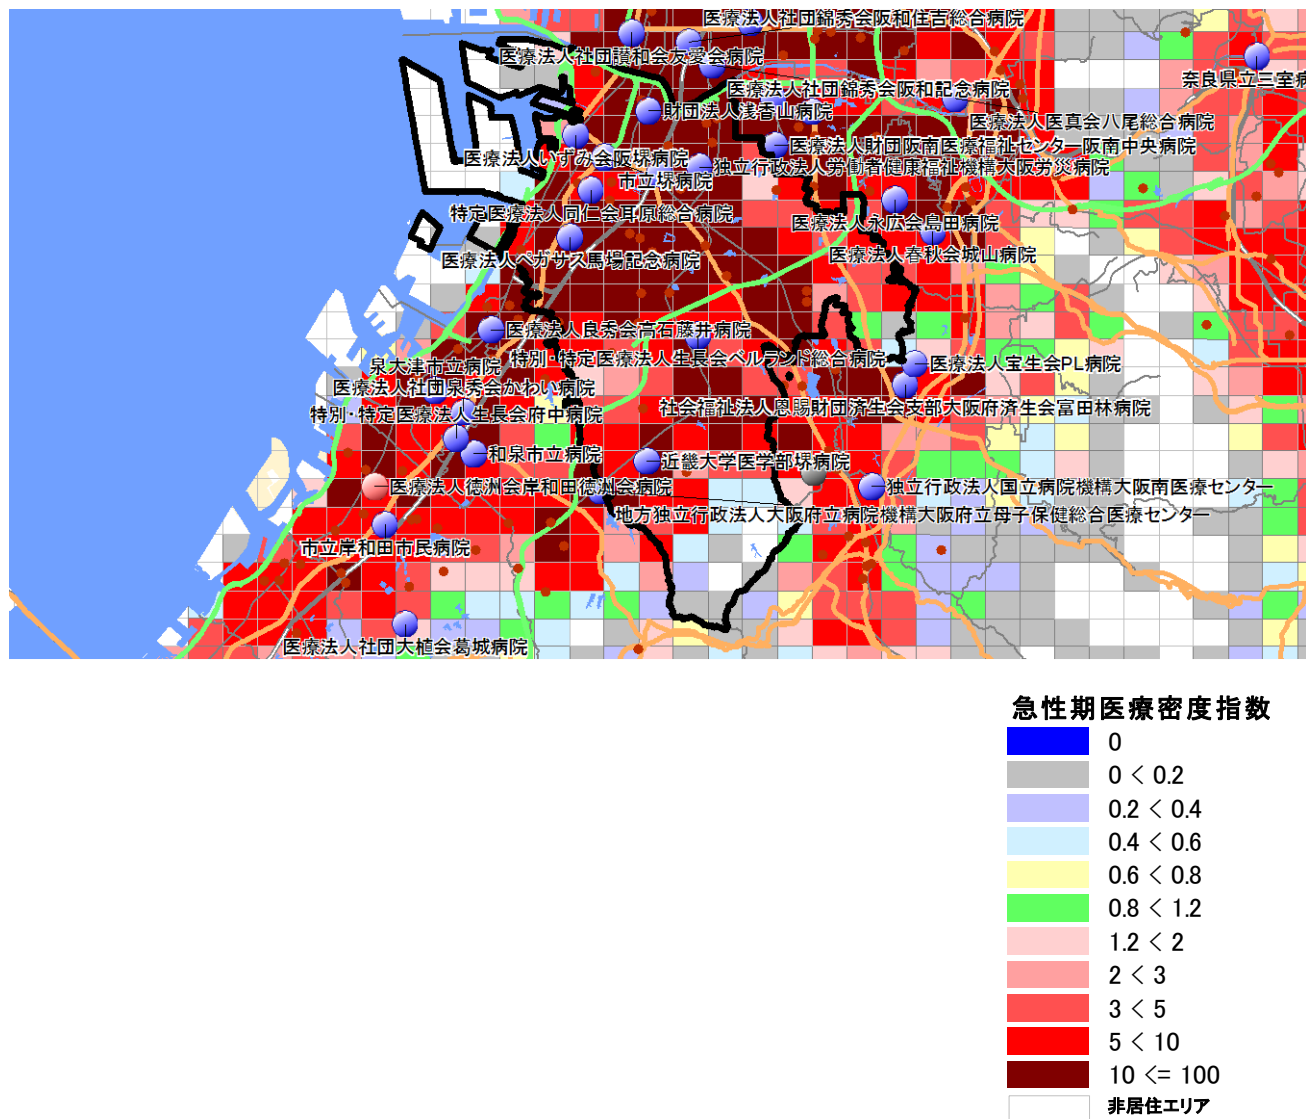 医療法人社団錦秀会阪和住吉総合病院
医療法人社団讃和会友愛会病院
奈良県立三室病
医療法人社団錦秀会阪和記念病院
財団法人浅香山病院
医療法人医真会八尾総合病院
医療法人財団阪南医療福祉センター阪南中央病院
医療法人いずみ会阪堺病院
独立行政法人労働者健康福祉機構大阪労災病院
市立堺病院
特定医療法人同仁会耳原総合病院
医療法人永広会島田病院
医療法人春秋会城山病院
医療法人ペガサス馬場記念病院
医療法人良秀会高石藤井病院
特別・特定医療法人生長会ベルランド総合病院
医療法人宝生会PL病院
泉大津市立病院
医療法人社団泉秀会かわい病院
社会福祉法人恩賜財団済生会支部大阪府済生会富田林病院
特別・特定医療法人生長会府中病院
和泉市立病院
近畿大学医学部堺病院
医療法人徳洲会岸和田徳洲会病院
独立行政法人国立病院機構大阪南医療センター
地方独立行政法人大阪府立病院機構大阪府立母子保健総合医療センター
市立岸和田市民病院
医療法人社団大植会葛城病院
急性期医療密度指数
0
0 < 0.2
0.2 < 0.4
0.4 < 0.6
0.6 < 0.8
0.8 < 1.2
1.2 < 2
2 < 3
3 < 5
5 < 10
10 <= 100
非居住エリア